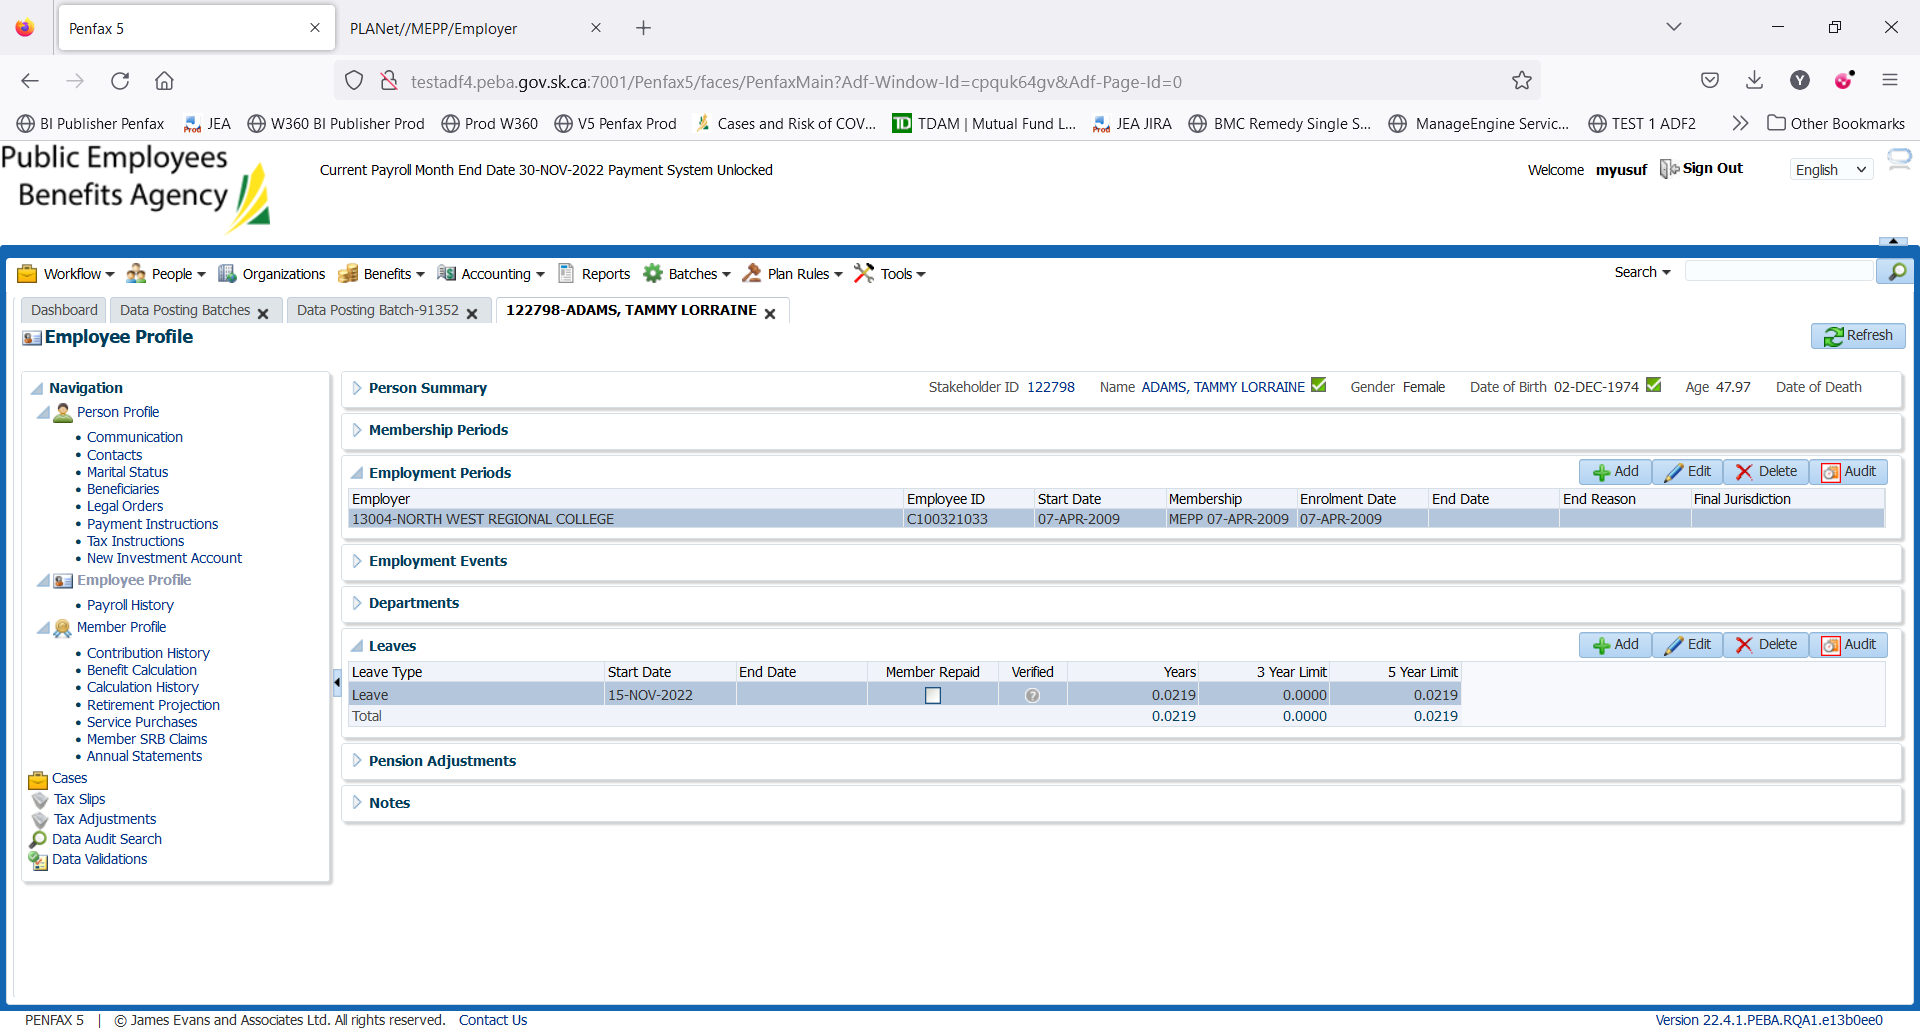 Penfax 5
PLANet//MEPP/Employer
testadf4.peba.gov.sk.ca:7001/Penfax5/faces/PenfaxMain?Adf-Window-Id=cpquk64gv&Adf-Page-Id=0
Y
BI Publisher Penfax
Prod JEA
W360 BI Publisher Prod
Prod W360
V5 Penfax Prod
Cases and Risk of COV...
TD TDAM | Mutual Fund L...
Prod JEA JIRA
BMC Remedy Single S...
ManageEngine Servic...
TEST 1 ADF2
Other Bookmarks
Public Employees
Benefits Agency
Current Payroll Month End Date 30-NOV-2022 Payment System Unlocked
Welcome myusuf Sign Out English
Workflow People Organizations Benefits Accounting Reports Batches Plan Rules Tools Search
Dashboard Data Posting Batches Data Posting Batch-91352 122798-ADAMS, TAMMY LORRAINE
Employee Profile
Refresh
Navigation
Person Profile
Communication
Contacts
Marital Status
Beneficiaries
Legal Orders
Payment Instructions
Tax Instructions
New Investment Account
Employee Profile
Payroll History
Member Profile
Contribution History
Benefit Calculation
Calculation History
Retirement Projection
Service Purchases
Member SRB Claims
Annual Statements
Cases
Tax Slips
Tax Adjustments
Data Audit Search
Data Validations
Person Summary Stakeholder ID 122798 Name ADAMS, TAMMY LORRAINE Gender Female Date of Birth 02-DEC-1974 Age 47.97 Date of Death
Membership Periods
Employment Periods Add Edit Delete Audit
Employer Employee ID Start Date Membership Enrolment Date End Date End Reason Final Jurisdiction
13004-NORTH WEST REGIONAL COLLEGE C100321033 07-APR-2009 MEPP 07-APR-2009 07-APR-2009
Employment Events
Departments
Leaves Add Edit Delete Audit
Leave Type Start Date End Date Member Repaid Verified Years 3 Year Limit 5 Year Limit
Leave 15-NOV-2022 0.0219 0.0000 0.0219
Total 0.0219 0.0000 0.0219
Pension Adjustments
Notes
PENFAX 5 | © James Evans and Associates Ltd. All rights reserved. Contact Us
Version 22.4.1.PEBA.RQA1.e13b0ee0